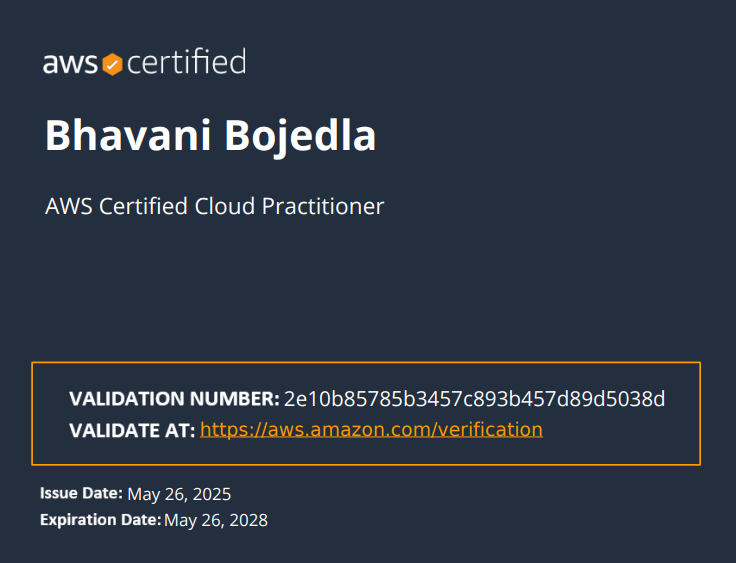 aws certified
Bhavani Bojedla
AWS Certified Cloud Practitioner
VALIDATION NUMBER: 2e10b85785b3457c893b457d89d5038d
VALIDATE AT: https://aws.amazon.com/verification
Issue Date: May 26, 2025
Expiration Date: May 26, 2028